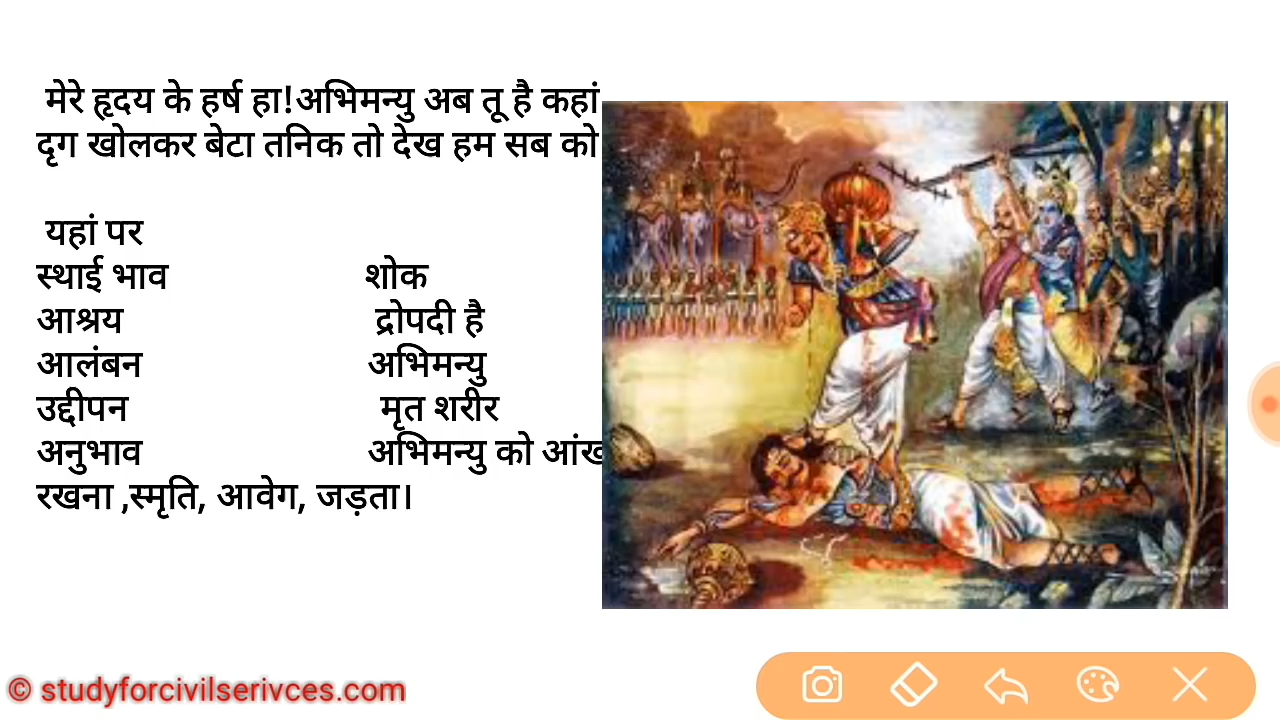 मेरे हृदय के हर्ष हा!अभिमन्यु अब तू है कहां
दृग खोलकर बेटा तनिक तो देख हम सब को
यहां पर
स्थाई भाव शोक
आश्रय द्रोपदी है
आलंबन अभिमन्यु
उद्दीपन मृत शरीर
अनुभाव अभिमन्यु को
रखना ,स्मृति, आवेग, जड़ता।
© studyforcivilserivces.com